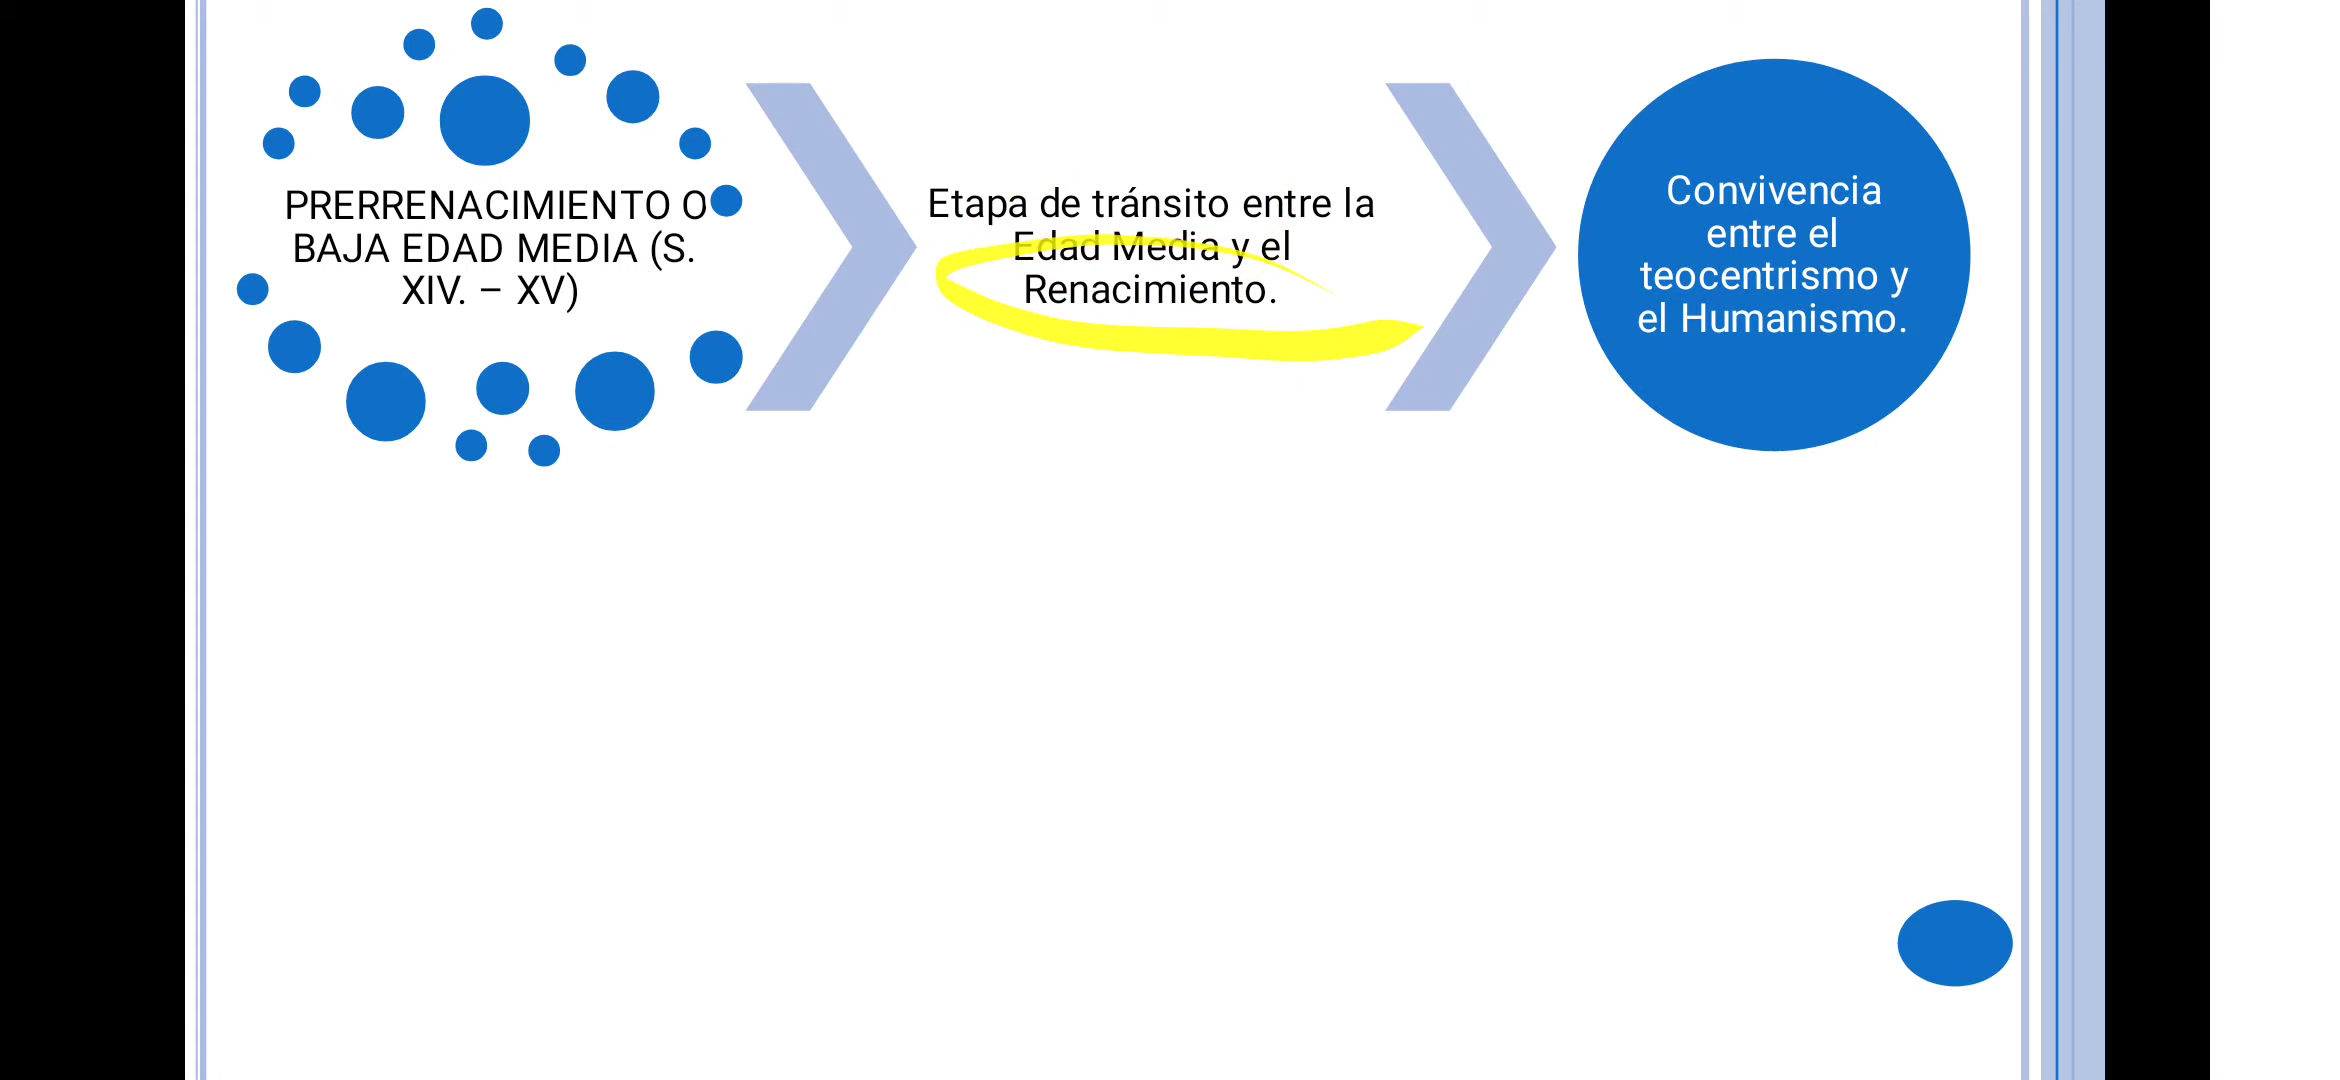 PRERRENACIMIENTO O
BAJA EDAD MEDIA (S.
XIV. – XV)
Etapa de tránsito entre la
Edad Media y el
Renacimiento.
Convivencia
entre el
teocentrismo y
el Humanismo.